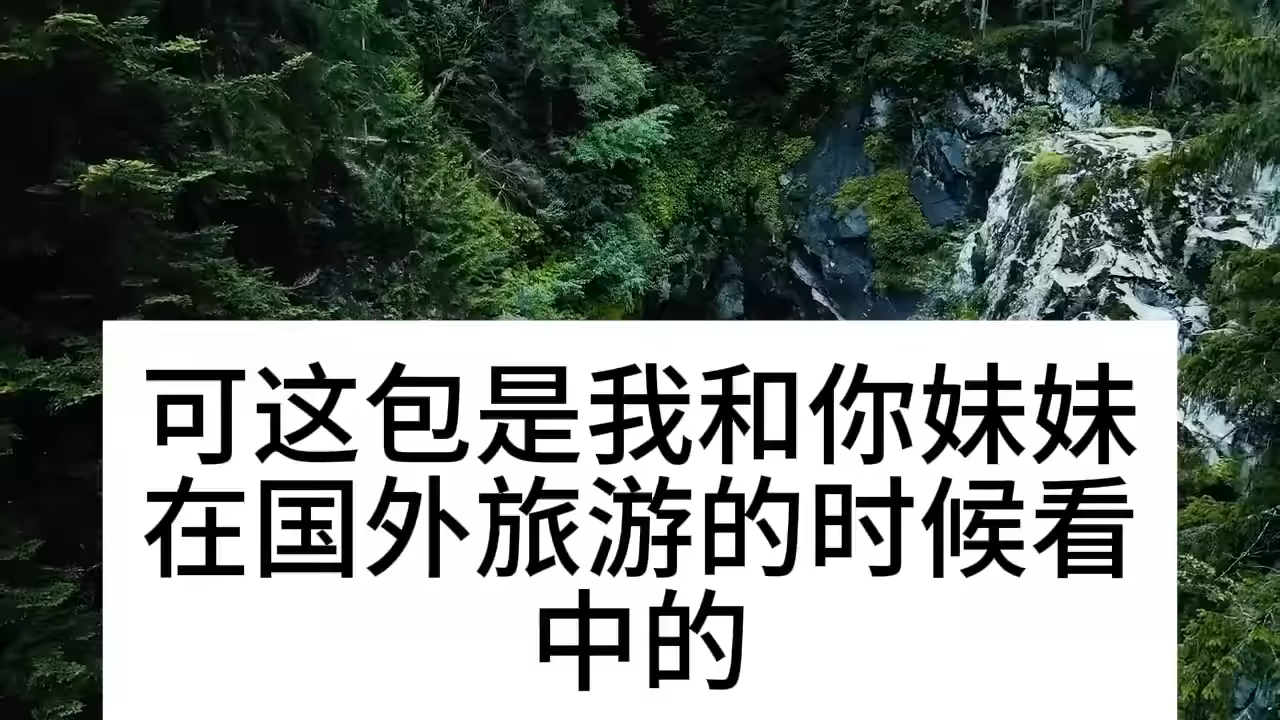 可这包是我和你妹妹
在国外旅游的时候看
中的